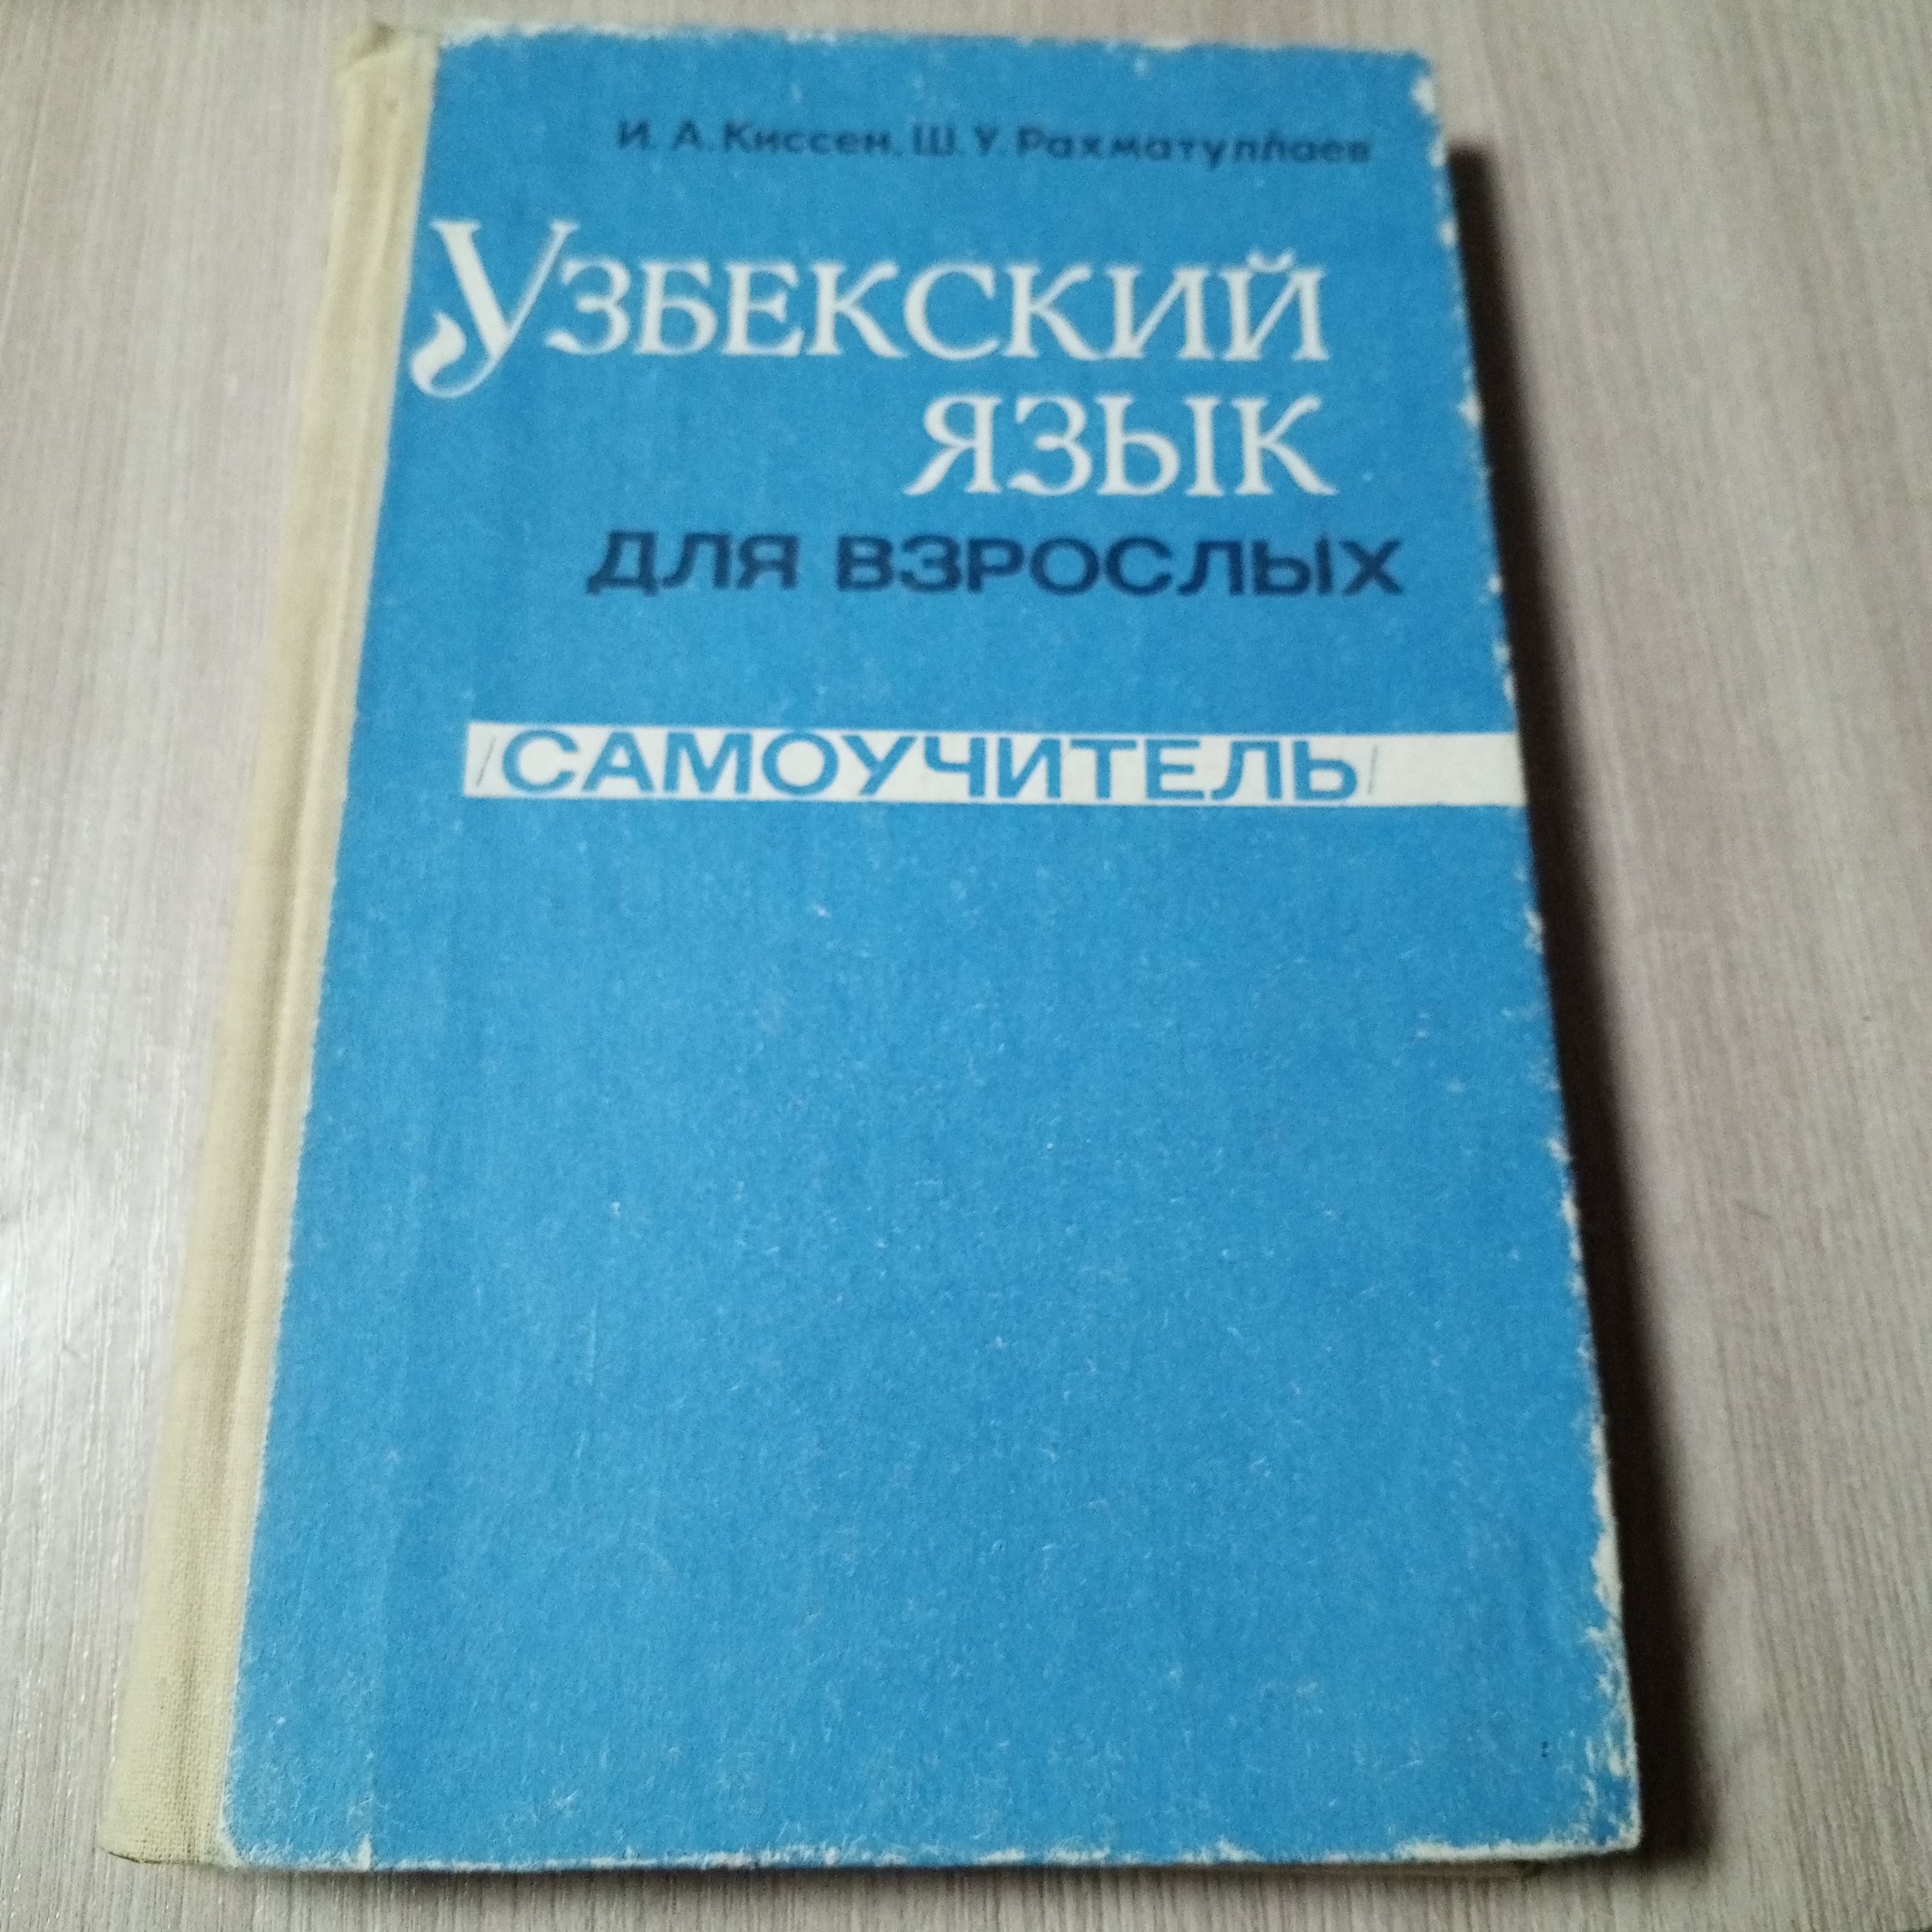 И. А. Киссен, Ш. У. Рахматуллаев
Узбекский
язык
для взрослых
/САМОУЧИТЕЛЬ/